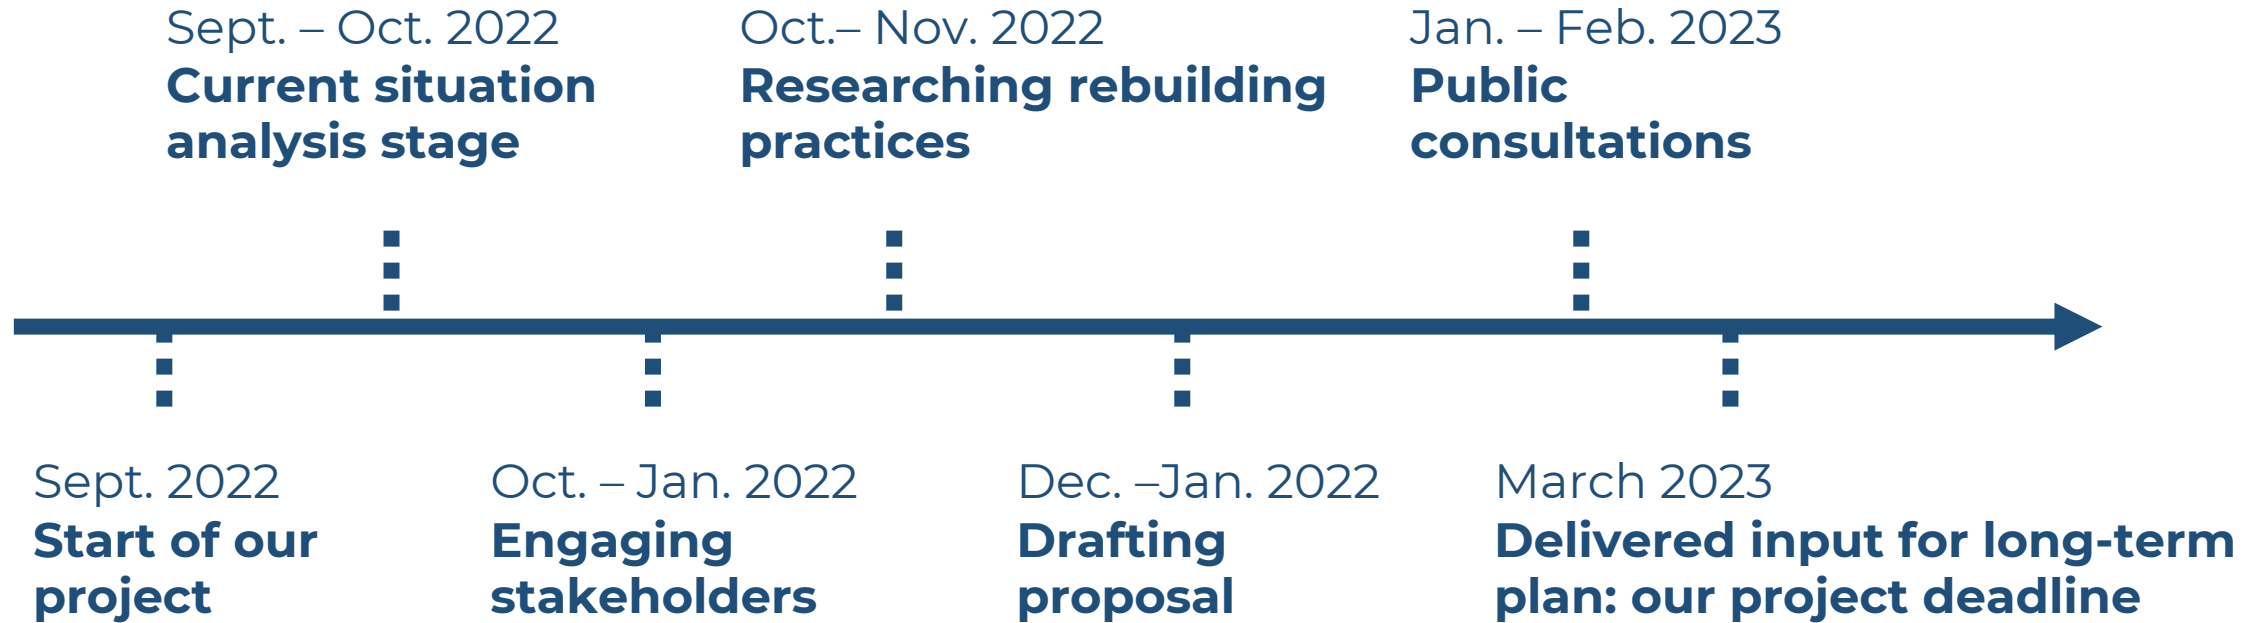 Sept. – Oct. 2022
Current situation
analysis stage
Oct.– Nov. 2022
Researching rebuilding
practices
Jan. – Feb. 2023
Public
consultations
Sept. 2022
Start of our
project
Oct. – Jan. 2022
Engaging
stakeholders
Dec. –Jan. 2022
Drafting
proposal
March 2023
Delivered input for long-term
plan: our project deadline